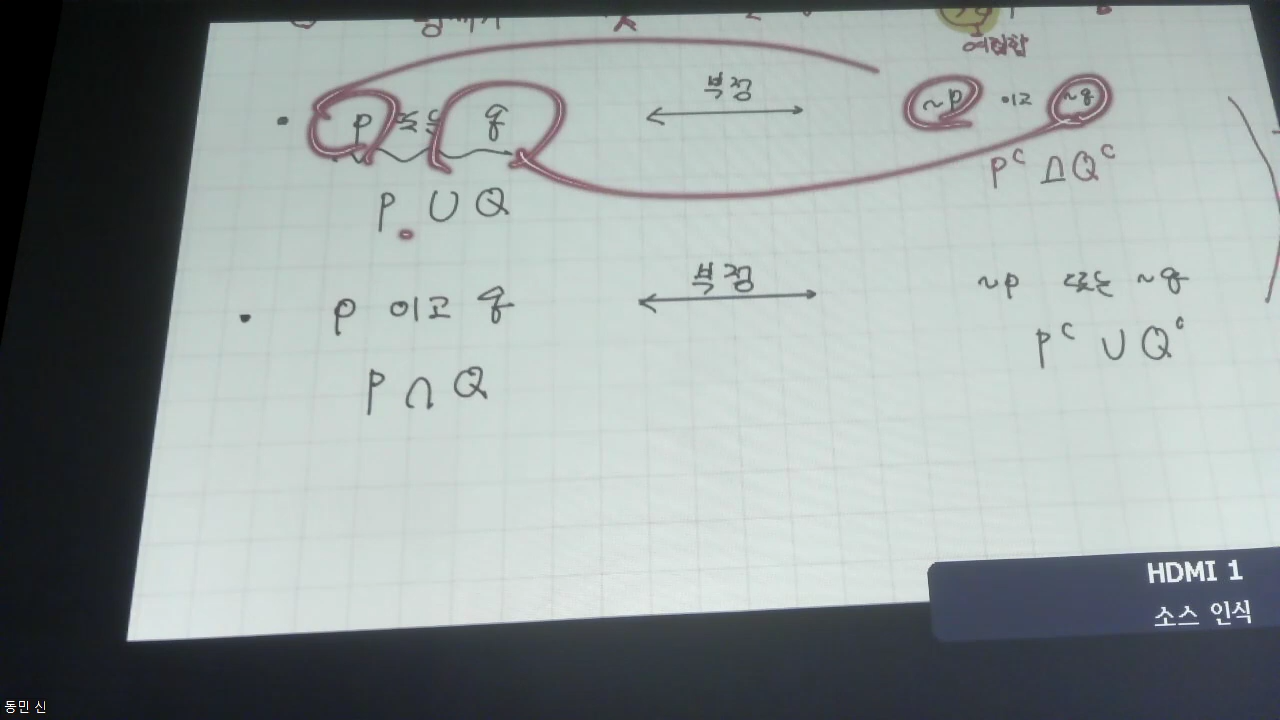 여집합
• p 또는 q 부정 ~p 이고 ~q
P ∪ Q P^C ∩ Q^C
• p 이고 q 부정 ~p 또는 ~q
P ∩ Q P^C ∪ Q^C
HDMI 1
소스 인식
동민 신